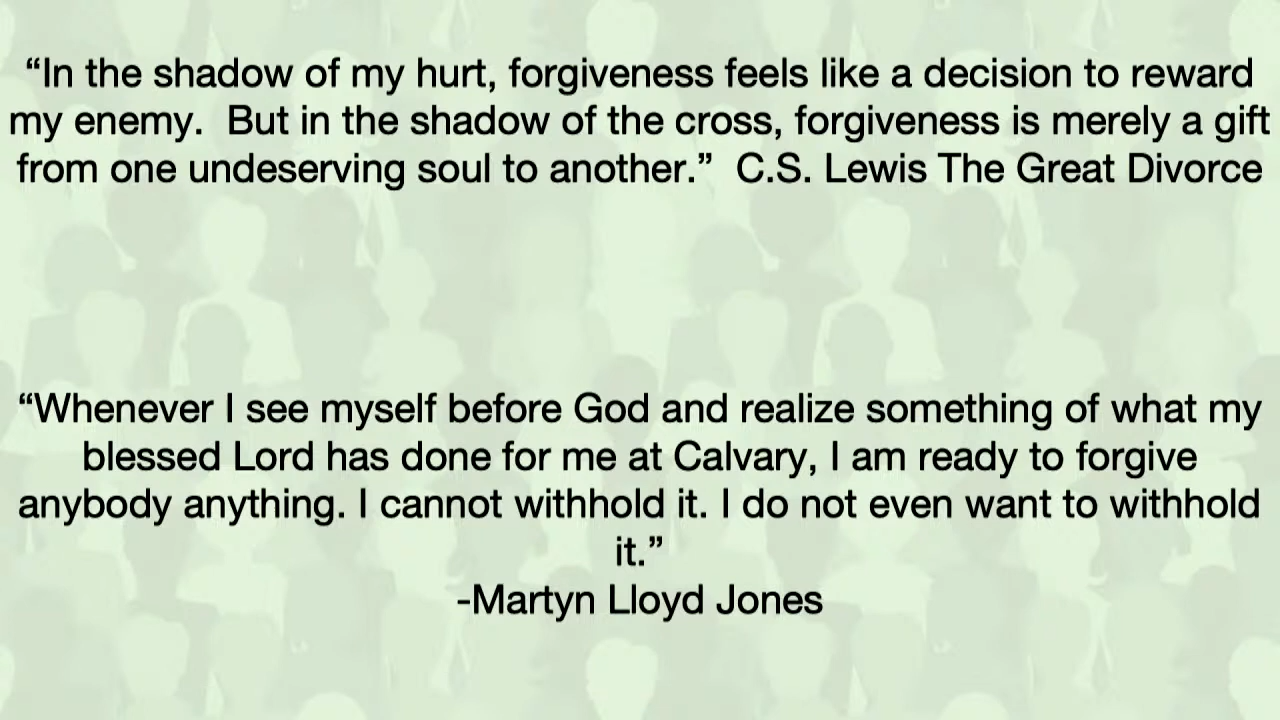 “In the shadow of my hurt, forgiveness feels like a decision to reward
my enemy.  But in the shadow of the cross, forgiveness is merely a gift
from one undeserving soul to another.”  C.S. Lewis The Great Divorce
“Whenever I see myself before God and realize something of what my
blessed Lord has done for me at Calvary, I am ready to forgive
anybody anything. I cannot withhold it. I do not even want to withhold
it.”
-Martyn Lloyd Jones